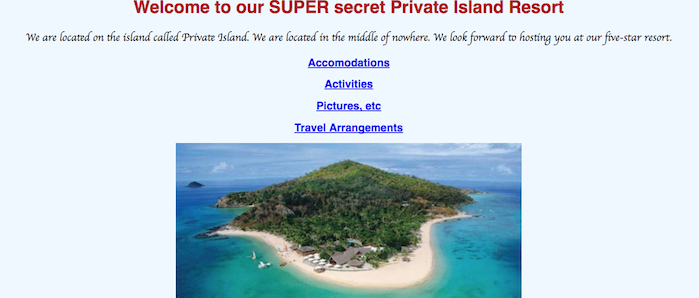 Welcome to our SUPER secret Private Island Resort
We are located on the island called Private Island. We are located in the middle of nowhere. We look forward to hosting you at our five-star resort.
Accomodations
Activities
Pictures, etc
Travel Arrangements